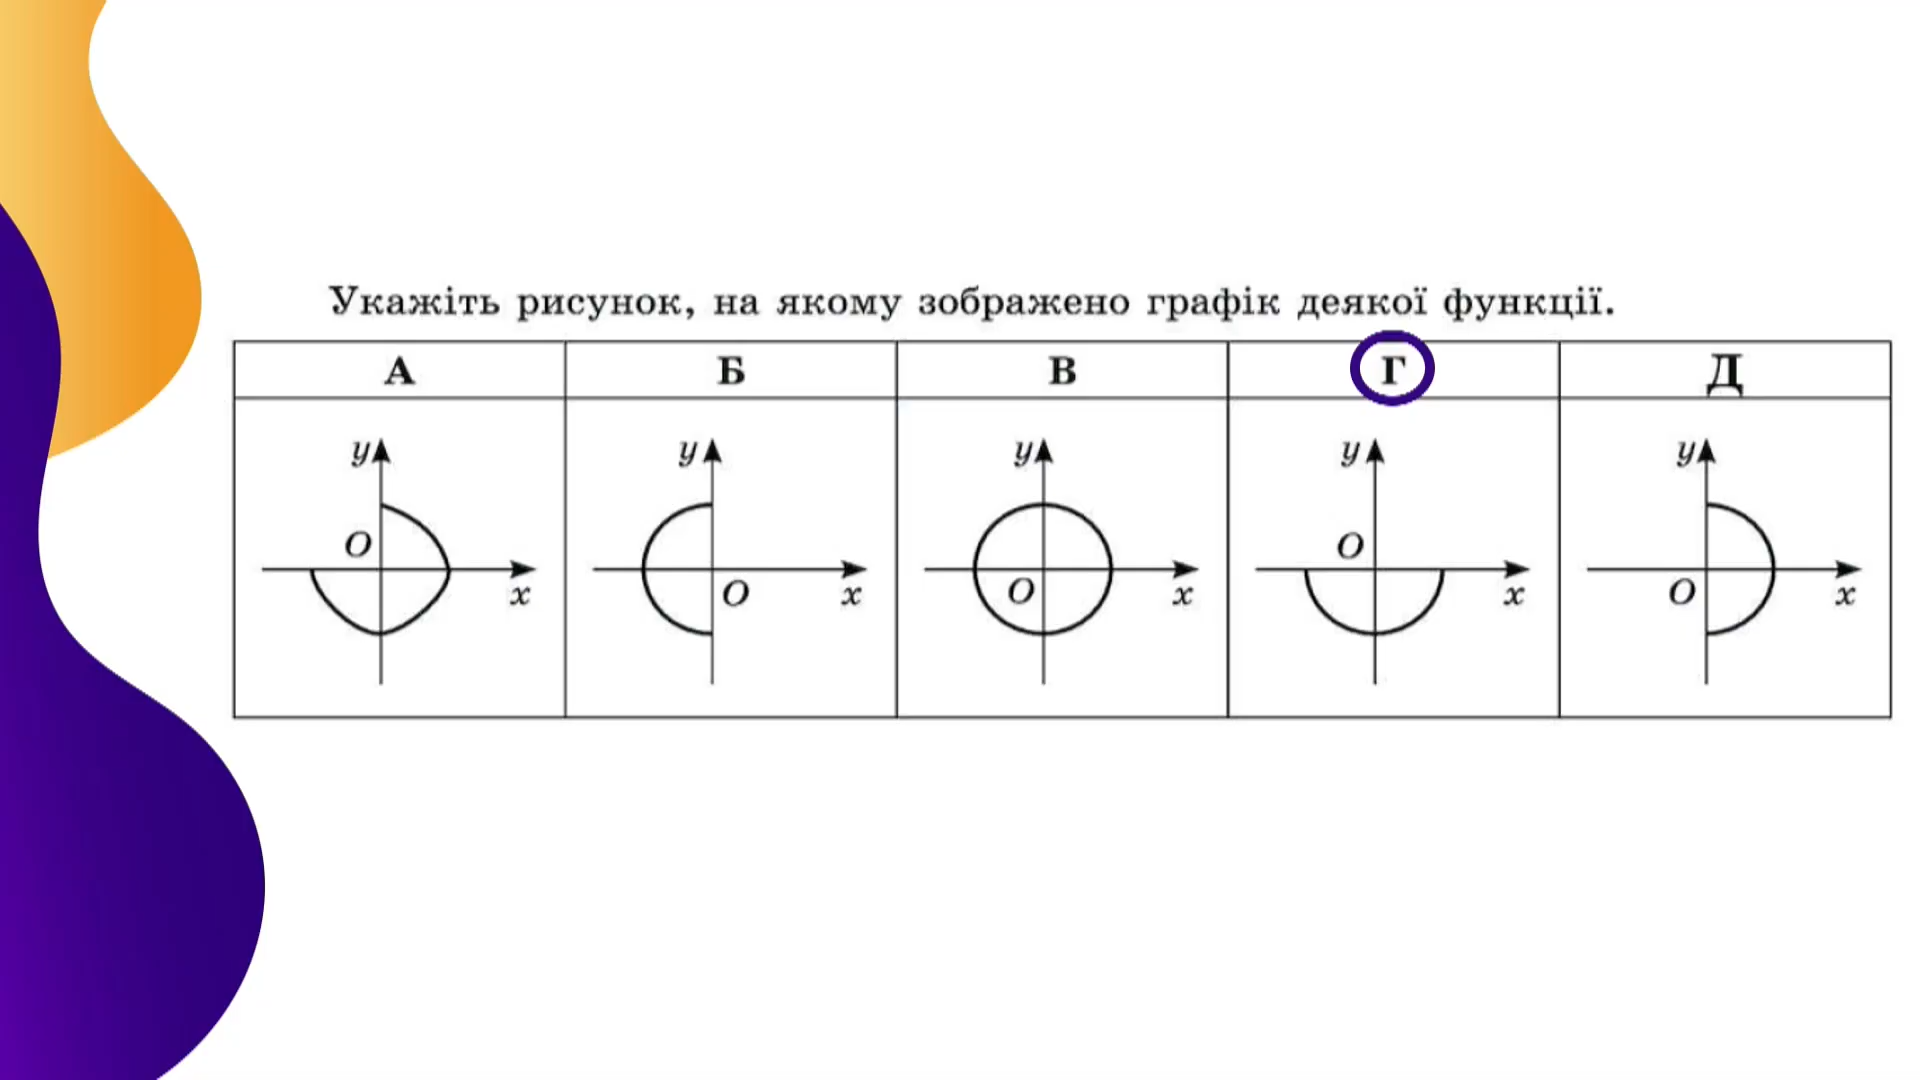 Укажіть рисунок, на якому зображено графік деякої функції.
А Б В Г Д
y y y y y
O O O O O
x x x x x